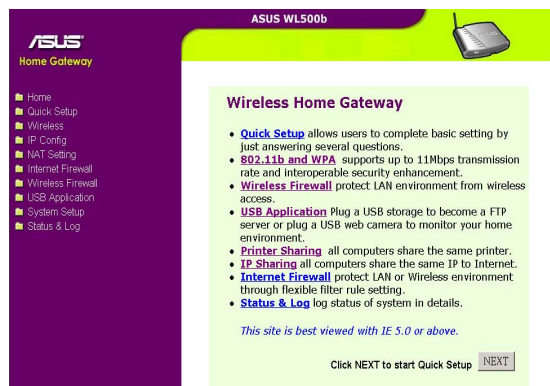 ASUS WL500b
ASUS
Home Gateway
Home
Quick Setup
Wireless
IP Config
NAT Setting
Internet Firewall
Wireless Firewall
USB Application
System Setup
Status & Log
Wireless Home Gateway
• Quick Setup allows users to complete basic setting by
just answering several questions.
• 802.11b and WPA supports up to 11Mbps transmission
rate and interoperable security enhancement.
• Wireless Firewall protect LAN environment from wireless
access.
• USB Application Plug a USB storage to become a FTP
server or plug a USB web camera to monitor your home
environment.
• Printer Sharing all computers share the same printer.
• IP Sharing all computers share the same IP to Internet.
• Internet Firewall protect LAN or Wireless environment
through flexible filter rule setting.
• Status & Log log status of system in details.
This site is best viewed with IE 5.0 or above.
Click NEXT to start Quick Setup NEXT